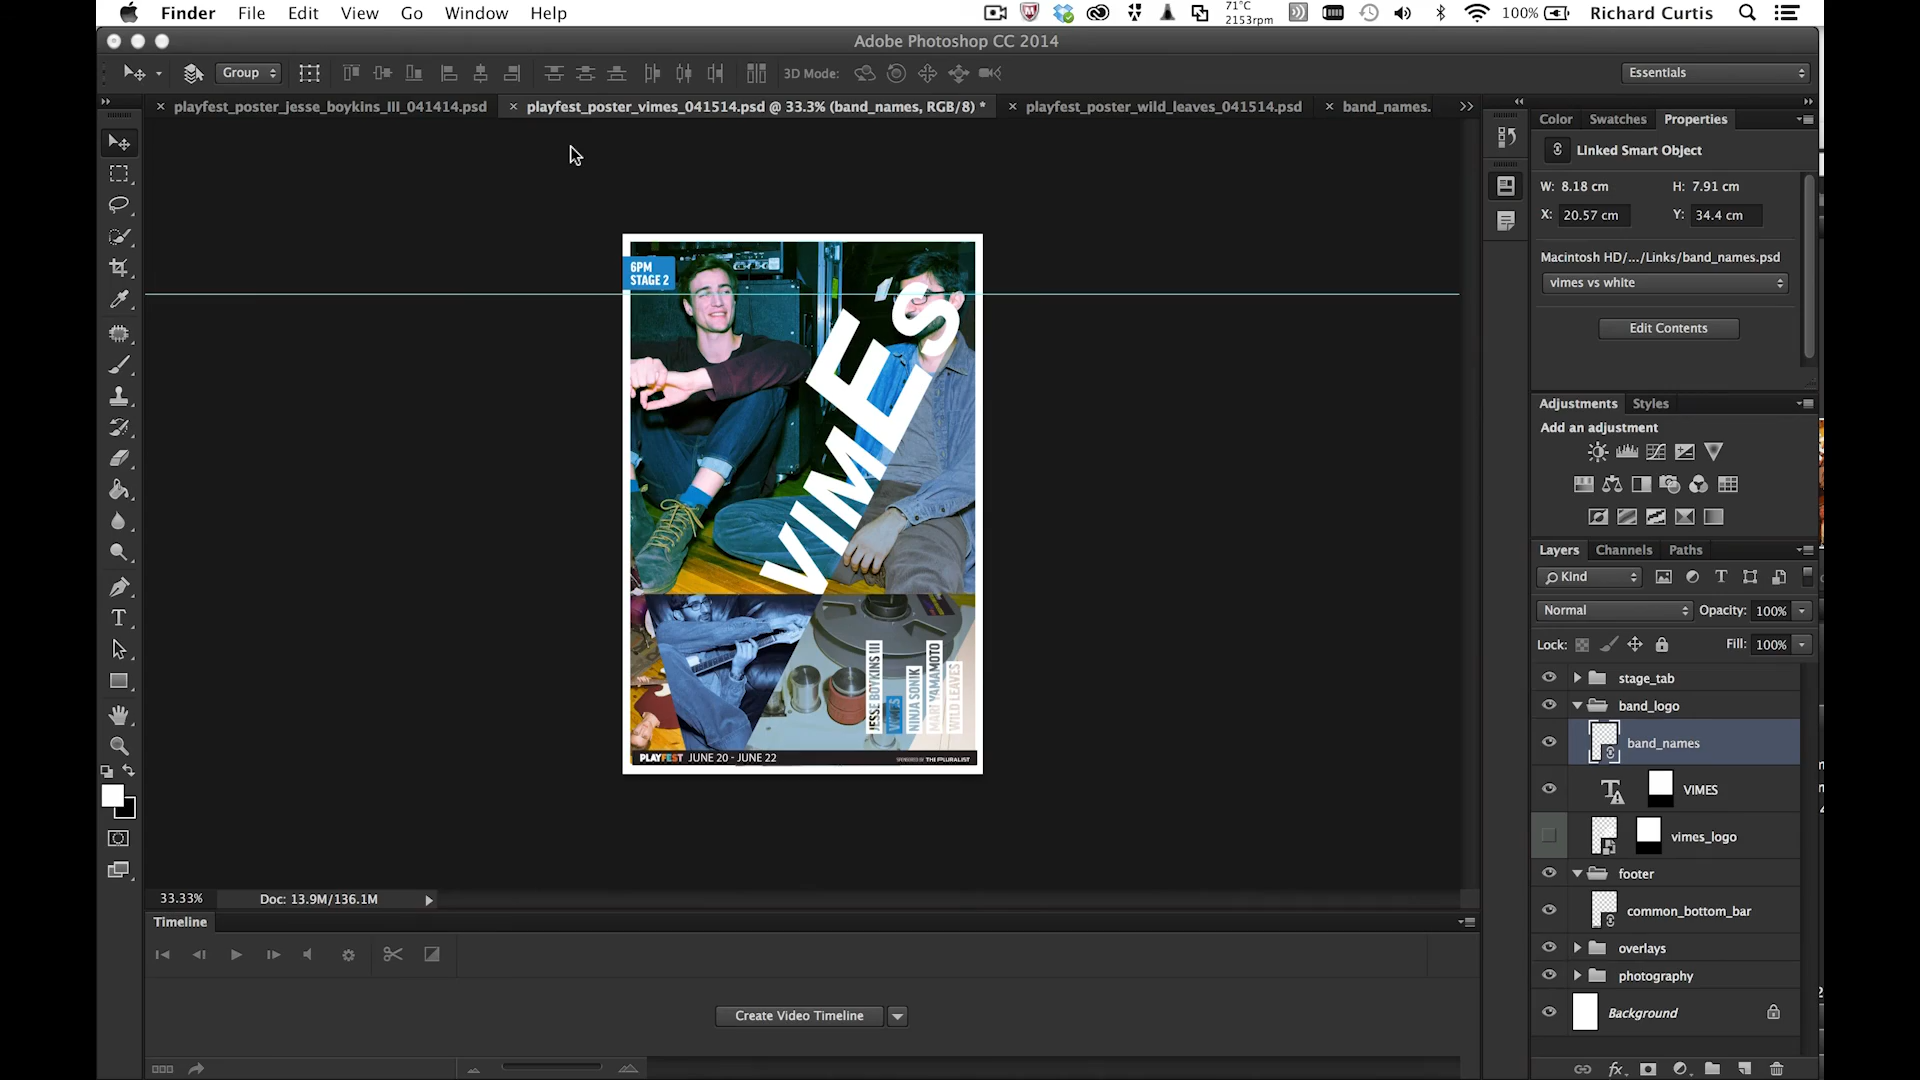 Finder File Edit View Go Window Help 71°C 2153rpm 100% Richard Curtis
Adobe Photoshop CC 2014
Group 3D Mode: Essentials
playfest_poster_jesse_boykins_III_041414.psd playfest_poster_vimes_041514.psd @ 33.3% (band_names, RGB/8) * playfest_poster_wild_leaves_041514.psd band_names.
Color Swatches Properties
Linked Smart Object
W: 8.18 cm H: 7.91 cm
X: 20.57 cm Y: 34.4 cm
Macintosh HD/.../Links/band_names.psd
vimes vs white
Edit Contents
Adjustments Styles
Add an adjustment
Layers Channels Paths
Kind
Normal Opacity: 100%
Lock: Fill: 100%
stage_tab
band_logo
band_names
VIMES
vimes_logo
footer
common_bottom_bar
overlays
photography
Background
6PM
STAGE 2
VIMES
JESSE BOYKINS III
VIMES
NINJA SONIK
MARI YAMAMOTO
WILD LEAVES
PLAYFEST JUNE 20 - JUNE 22 SPONSORED BY THE PLURALIST
33.33% Doc: 13.9M/136.1M
Timeline
Create Video Timeline